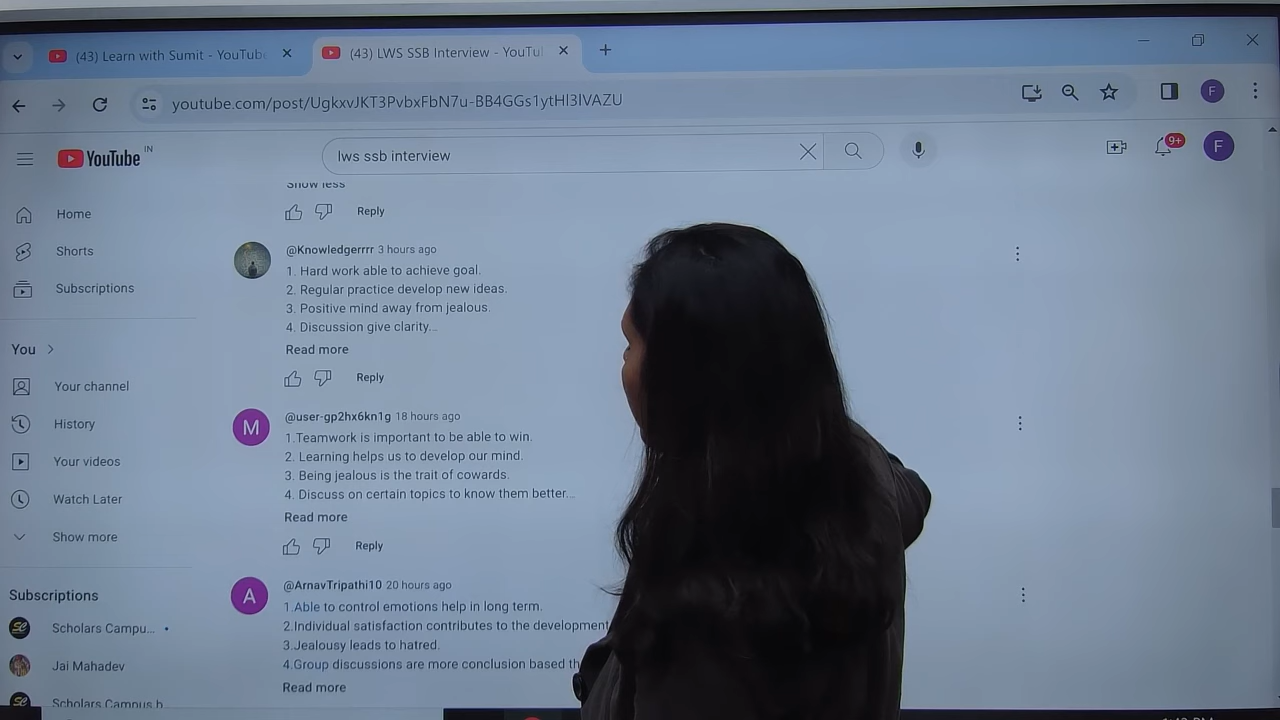 (43) Learn with Sumit - YouTube
(43) LWS SSB Interview - YouTu
youtube.com/post/UgkxvJKT3PvbxFbN7u-BB4GGs1ytHl3lVAZU
F
YouTube IN
lws ssb interview
9+
F
Home
Shorts
Subscriptions
You
Your channel
History
Your videos
Watch Later
Show more
Subscriptions
Scholars Campu...
Jai Mahadev
Scholars Campus h
Show less
Reply
@Knowledgerrrr 3 hours ago
1. Hard work able to achieve goal.
2. Regular practice develop new ideas.
3. Positive mind away from jealous.
4. Discussion give clarity...
Read more
Reply
M
@user-gp2hx6kn1g 18 hours ago
1.Teamwork is important to be able to win.
2. Learning helps us to develop our mind.
3. Being jealous is the trait of cowards.
4. Discuss on certain topics to know them better...
Read more
Reply
A
@ArnavTripathi10 20 hours ago
1.Able to control emotions help in long term.
2.Individual satisfaction contributes to the development
3.Jealousy leads to hatred.
4.Group discussions are more conclusion based th
Read more